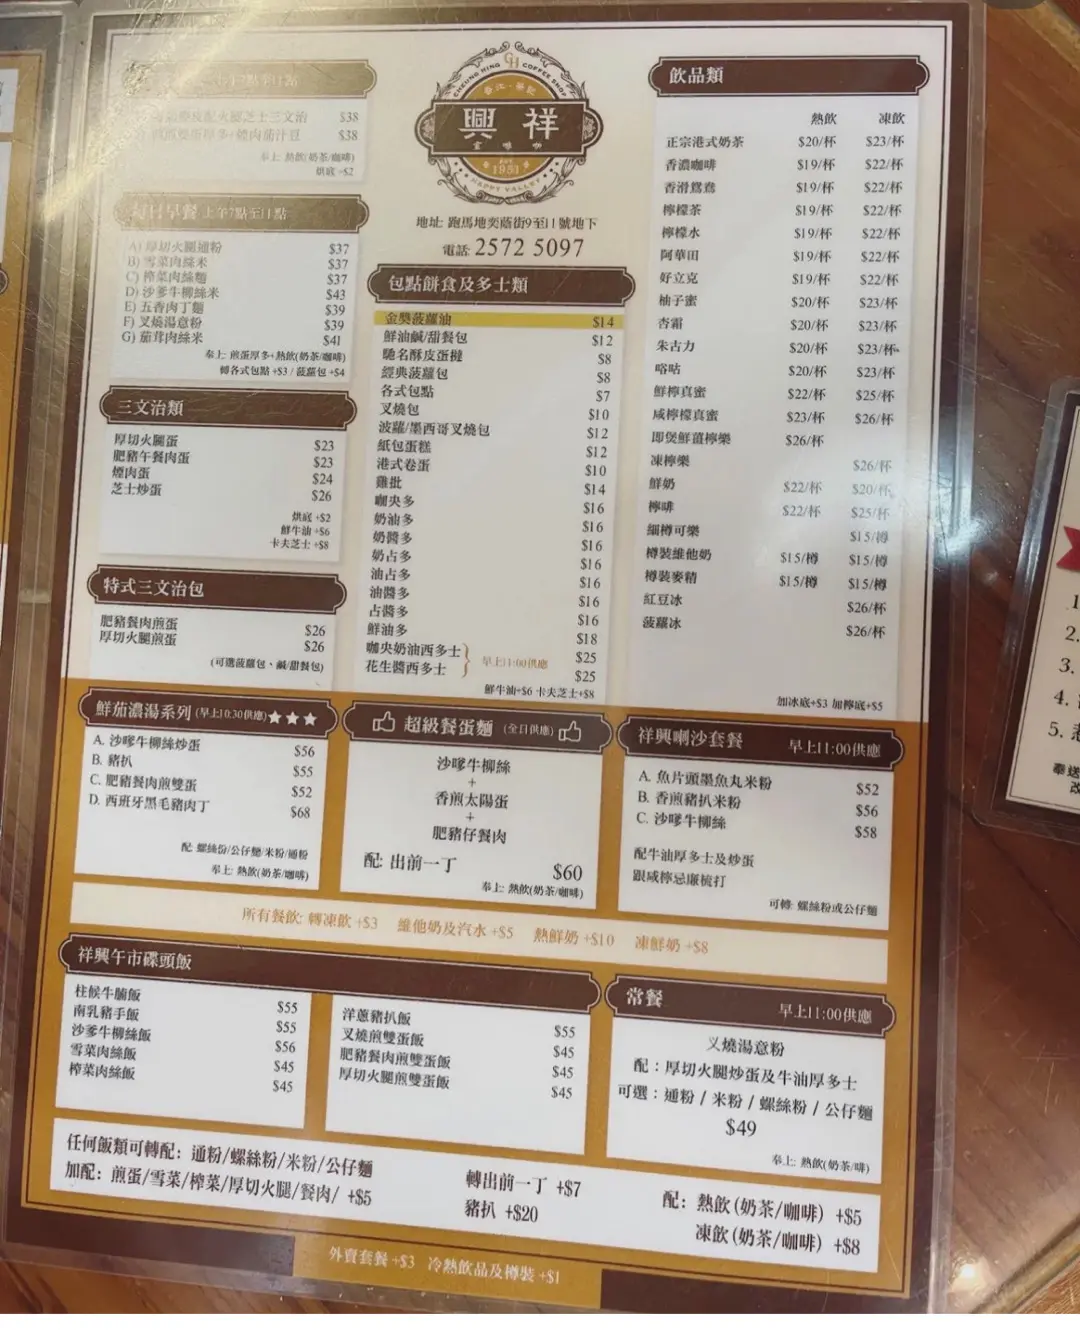 CHEUNG HING COFFEE SHOP
GH
興祥
EST
1951
HAPPY VALLEY
地址: 跑馬地奕蔭街9至11號地下
電話: 2572 5097
$38
$38
奉上: 熱飲(奶茶/咖啡)
烘底 +$2
每日早餐 上午7點至11點
A) 厚切火腿通粉 $37
B) 雪菜肉絲米 $37
C) 榨菜肉絲麵 $37
D) 沙爹牛柳絲米 $43
E) 五香肉丁麵 $39
F) 叉燒湯意粉 $39
G) 茄茸肉絲米 $41
奉上: 煎蛋厚多+熱飲(奶茶/咖啡)
轉各式包點 +$3 / 菠蘿包 +$4
三文治類
厚切火腿蛋 $23
肥豬午餐肉蛋 $23
煙肉蛋 $24
芝士炒蛋 $26
烘底 +$2
鮮牛油 +$6
卡夫芝士 +$8
特式三文治包
肥豬餐肉煎蛋 $26
厚切火腿煎蛋 $26
(可選菠蘿包、鹹/甜餐包)
包點餅食及多士類
金獎菠蘿油 $14
鮮油鹹/甜餐包 $12
馳名酥皮蛋撻 $8
經典菠蘿包 $8
各式包點 $7
叉燒包 $10
菠蘿/墨西哥叉燒包 $12
紙包蛋糕 $12
港式卷蛋 $10
雞批 $14
咖央多 $16
奶油多 $16
奶醬多 $16
奶占多 $16
油占多 $16
油醬多 $16
占醬多 $16
鮮油多 $18
咖央奶油西多士 $25
花生醬西多士 $25
早上11:00供應
鮮牛油+$6 卡夫芝士+$8
飲品類
熱飲 凍飲
正宗港式奶茶 $20/杯 $23/杯
香濃咖啡 $19/杯 $22/杯
香滑鴛鴦 $19/杯 $22/杯
檸檬茶 $19/杯 $22/杯
檸檬水 $19/杯 $22/杯
阿華田 $19/杯 $22/杯
好立克 $19/杯 $22/杯
柚子蜜 $20/杯 $23/杯
杏霜 $20/杯 $23/杯
朱古力 $20/杯 $23/杯
唂咕 $20/杯 $23/杯
鮮檸真蜜 $22/杯 $25/杯
咸檸檬真蜜 $23/杯 $26/杯
即煲鮮薑檸樂 $26/杯
凍檸樂 $26/杯
鮮奶 $22/杯 $20/杯
檸啡 $22/杯 $25/杯
細樽可樂 $15/樽
樽裝維他奶 $15/樽 $15/樽
樽裝麥精 $15/樽 $15/樽
紅豆冰 $26/杯
菠蘿冰 $26/杯
加冰底+$3 加檸底+$5
鮮茄濃湯系列 (早上10:30供應)★★★
A. 沙嗲牛柳絲炒蛋 $56
B. 豬扒 $55
C. 肥豬餐肉煎雙蛋 $52
D. 西班牙黑毛豬肉丁 $68
配: 螺絲粉/公仔麵/米粉/通粉
奉上: 熱飲(奶茶/咖啡)
超級餐蛋麵 (全日供應)
沙嗲牛柳絲
+
香煎太陽蛋
+
肥豬仔餐肉
配: 出前一丁 $60
奉上: 熱飲(奶茶/咖啡)
祥興喇沙套餐 早上11:00供應
A. 魚片頭墨魚丸米粉 $52
B. 香煎豬扒米粉 $56
C. 沙嗲牛柳絲 $58
配牛油厚多士及炒蛋
跟咸檸忌廉梳打
可轉: 螺絲粉或公仔麵
所有餐飲: 轉凍飲 +$3 維他奶及汽水 +$5 熱鮮奶 +$10 凍鮮奶 +$8
祥興午市碟頭飯
柱候牛腩飯 $55
南乳豬手飯 $55
沙爹牛柳絲飯 $56
雪菜肉絲飯 $45
榨菜肉絲飯 $45
洋蔥豬扒飯 $55
叉燒煎雙蛋飯 $45
肥豬餐肉煎雙蛋飯 $45
厚切火腿煎雙蛋飯 $45
常餐 早上11:00供應
叉燒湯意粉
配：厚切火腿炒蛋及牛油厚多士
可選：通粉 / 米粉 / 螺絲粉 / 公仔麵
$49
奉上: 熱飲(奶茶/啡)
任何飯類可轉配: 通粉/螺絲粉/米粉/公仔麵
加配: 煎蛋/雪菜/榨菜/厚切火腿/餐肉/ +$5
轉出前一丁 +$7
豬扒 +$20
配: 熱飲(奶茶/咖啡) +$5
凍飲(奶茶/咖啡) +$8
外賣套餐 +$3 冷熱飲品及樽裝 +$1
1.
2.
3.
4.
5.
奉送
改